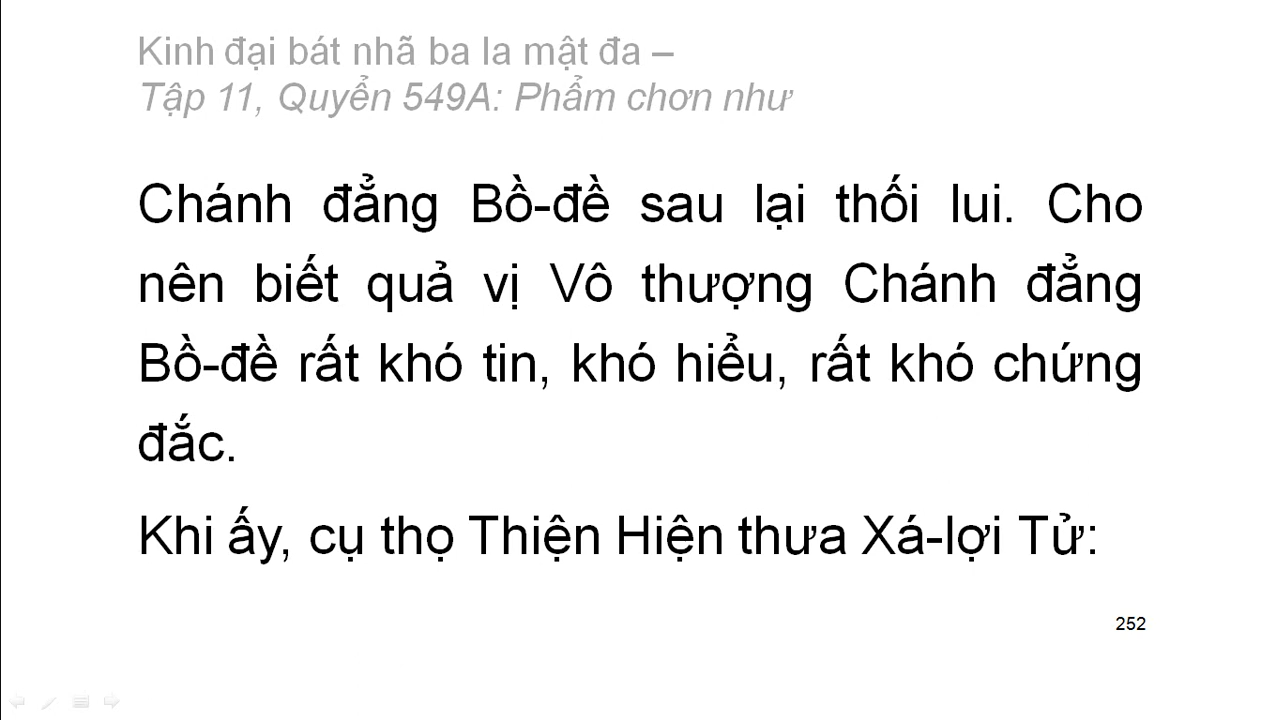 Kinh đại bát nhã ba la mật đa –
Tập 11, Quyển 549A: Phẩm chơn như
Chánh đẳng Bồ-đề sau lại thối lui. Cho
nên biết quả vị Vô thượng Chánh đẳng
Bồ-đề rất khó tin, khó hiểu, rất khó chứng
đắc.
Khi ấy, cụ thọ Thiện Hiện thưa Xá-lợi Tử:
252